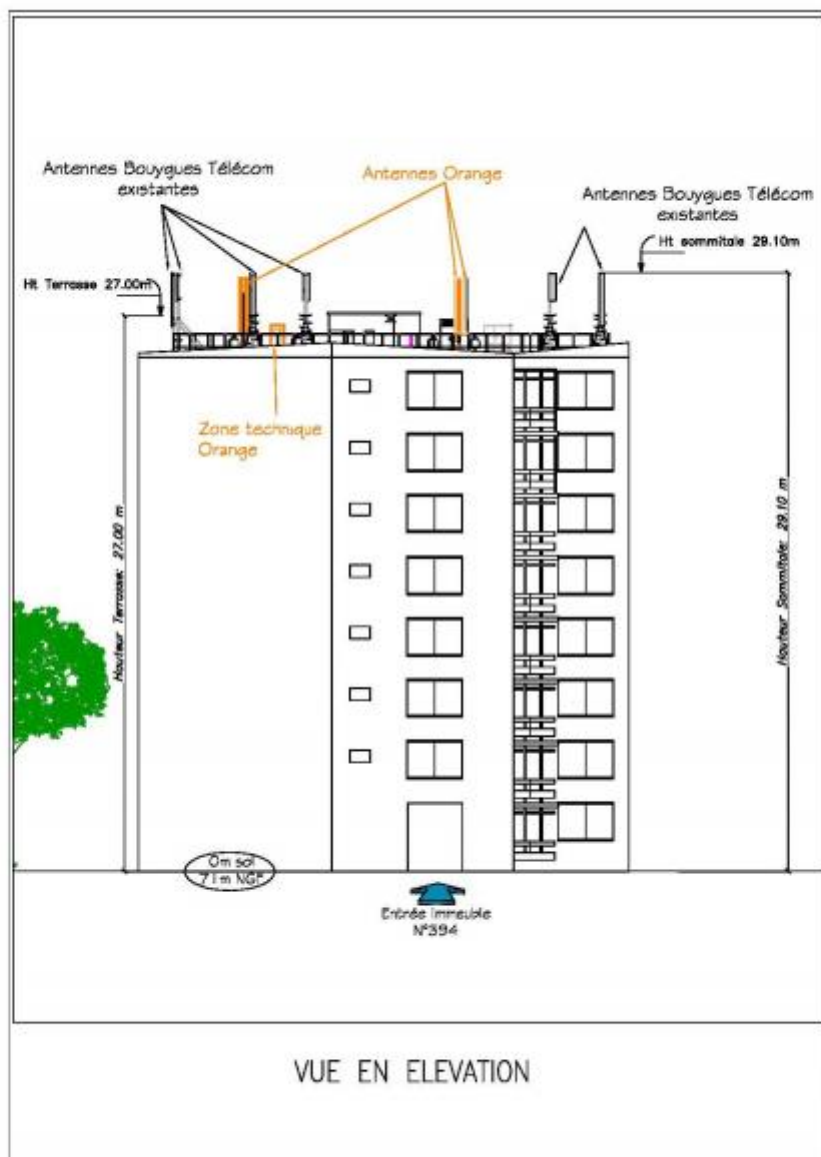 Antennes Bouygues Télécom
existantes
Antennes Orange
Antennes Bouygues Télécom
existantes
Ht sommitale 29.10m
Ht Terrasse 27.00m
Zone technique
Orange
Hauteur Terrasse: 27.00 m
Hauteur Sommitale: 29.10 m
0m sol
71m NGF
Entrée Immeuble
N°394
VUE EN ELEVATION